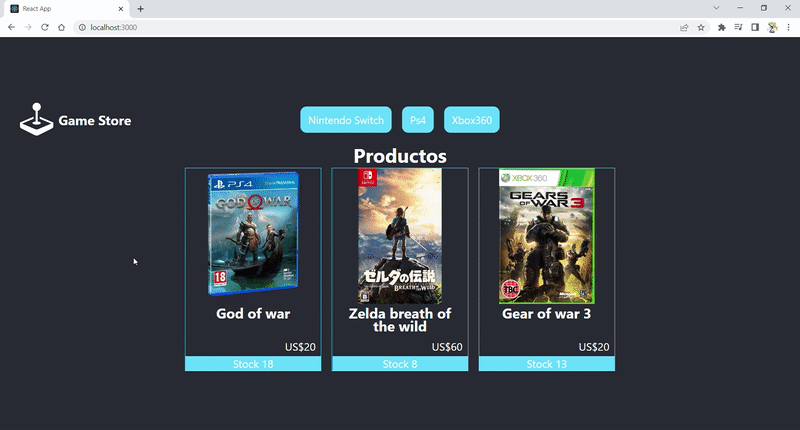 React App
localhost:3000
Game Store
Nintendo Switch
Ps4
Xbox360
Productos
PS4
GOD OF WAR
18
God of war
US$20
Stock 18
ゼルダの伝説
BREATH OF THE WILD
Zelda breath of
the wild
US$60
Stock 8
XBOX 360
GEARS
OF WAR 3
TBC
Gear of war 3
US$20
Stock 13